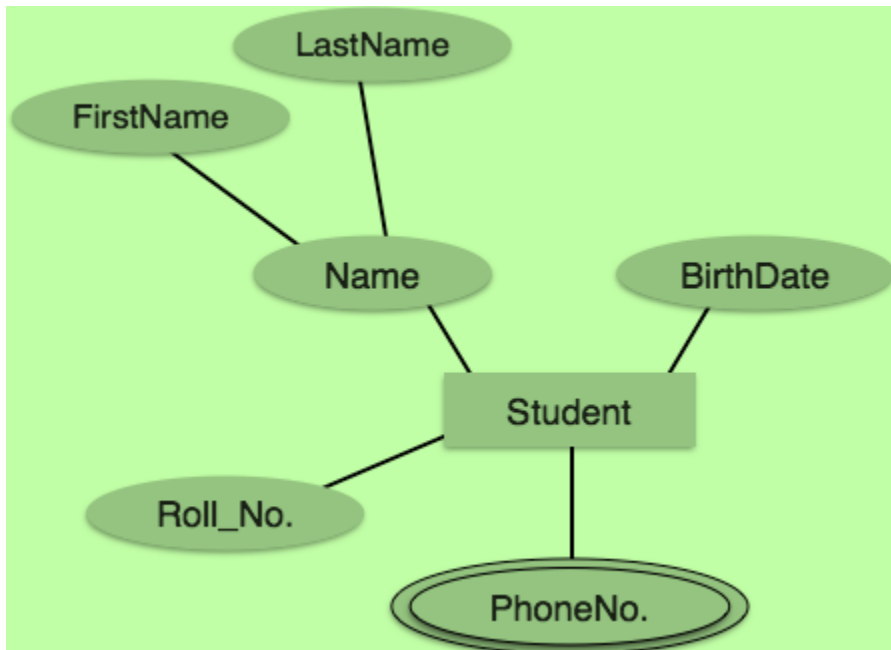 LastName
FirstName
Name
BirthDate
Student
Roll_No.
PhoneNo.